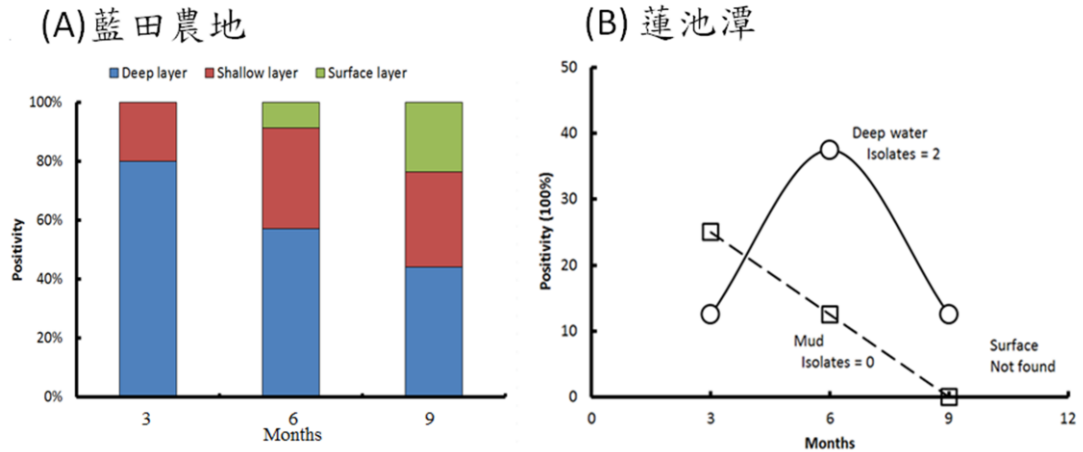 (A)藍田農地
Deep layer Shallow layer Surface layer
100%
80%
60%
40%
20%
0%
Positivity
3 6 9
Months
(B) 蓮池潭
50
40
30
20
10
0
Positivity (100%)
Deep water
Isolates = 2
Mud
Isolates = 0
Surface
Not found
0 3 6 9 12
Months